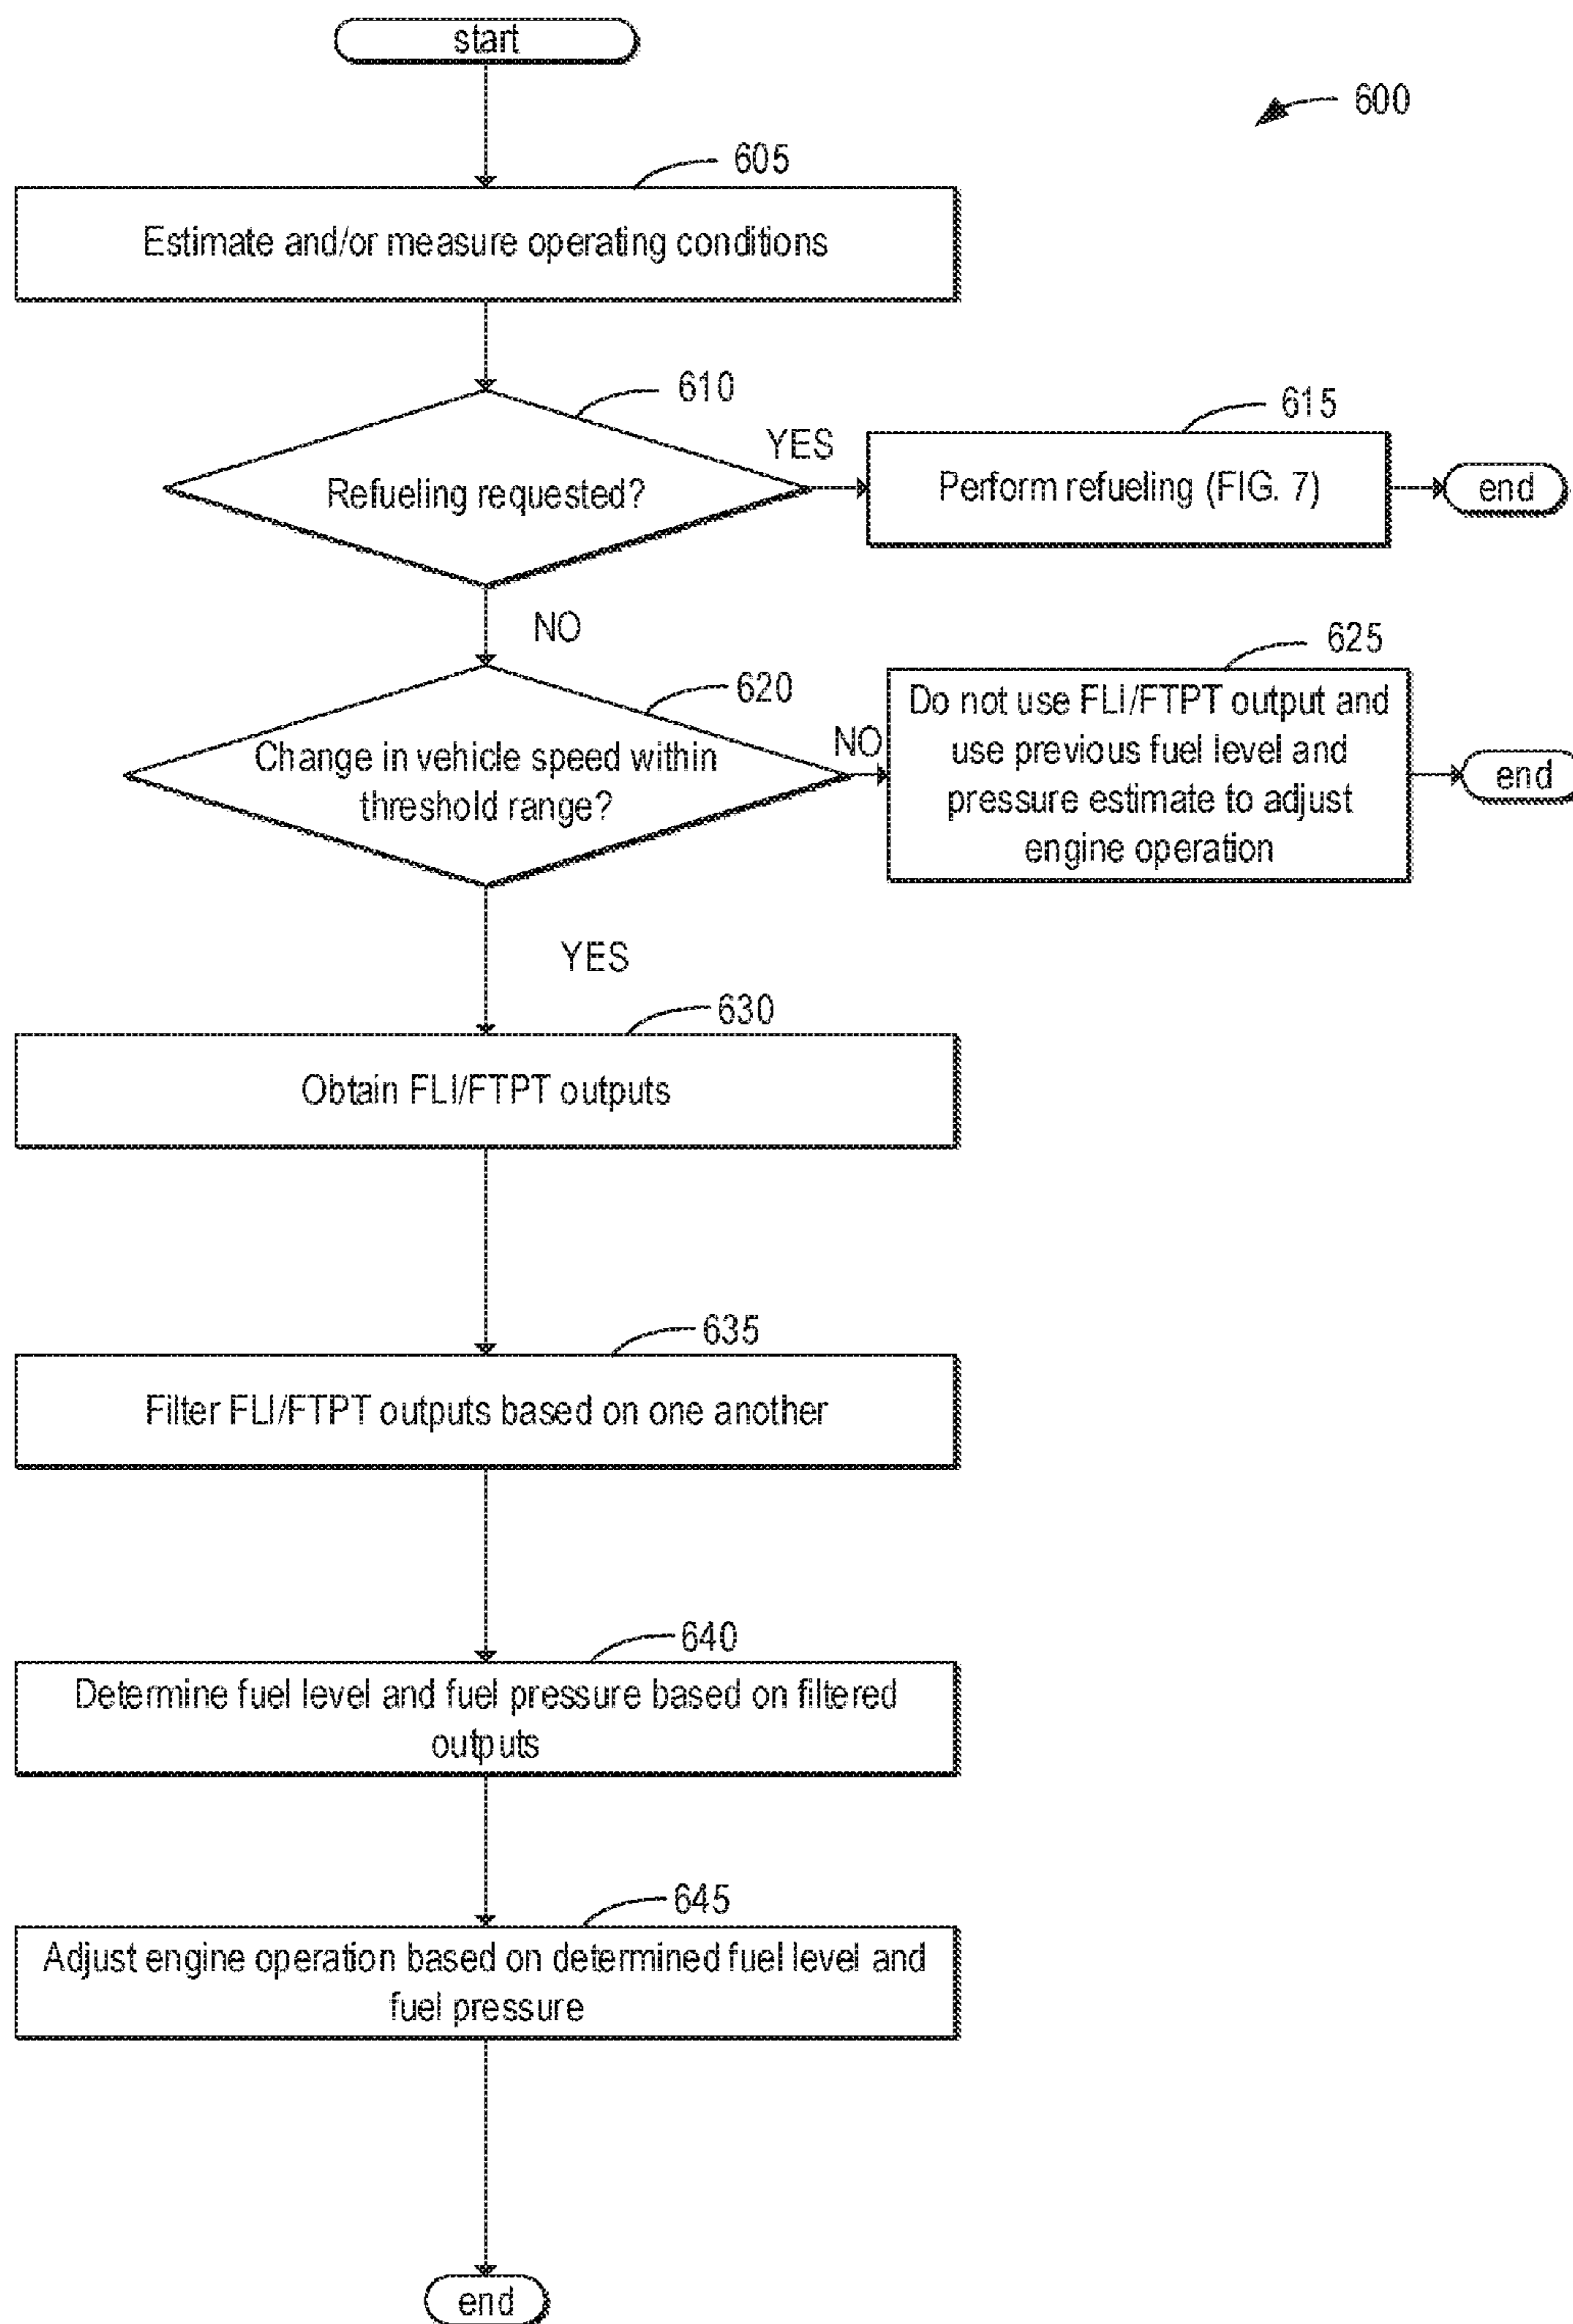 start
600
605
Estimate and/or measure operating conditions
610
Refueling requested?
YES
615
Perform refueling (FIG. 7)
end
NO
620
Change in vehicle speed within
threshold range?
NO
625
Do not use FLI/FTPT output and
use previous fuel level and
pressure estimate to adjust
engine operation
end
YES
630
Obtain FLI/FTPT outputs
635
Filter FLI/FTPT outputs based on one another
640
Determine fuel level and fuel pressure based on filtered
outputs
645
Adjust engine operation based on determined fuel level and
fuel pressure
end